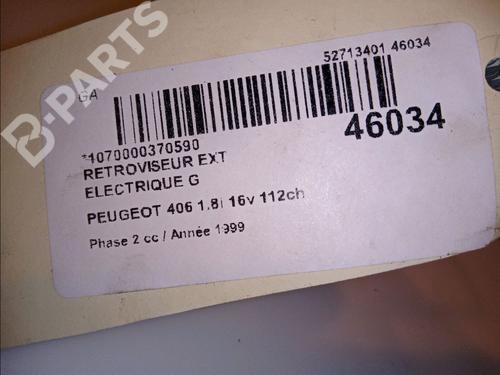 B-PARTS
GA
52713401 46034
*1070000370590
46034
RETROVISEUR EXT
ELECTRIQUE G
PEUGEOT 406 1.8i 16v 112ch
Phase 2 cc / Année 1999